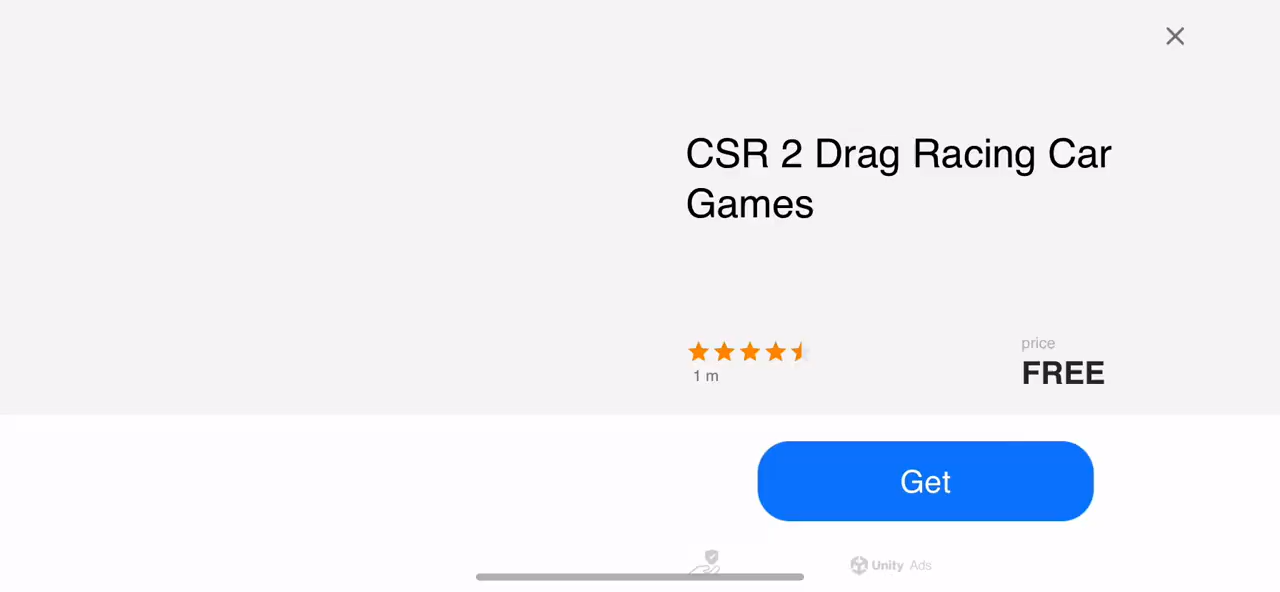 CSR 2 Drag Racing Car
Games
1 m
price
FREE
Get
Unity Ads